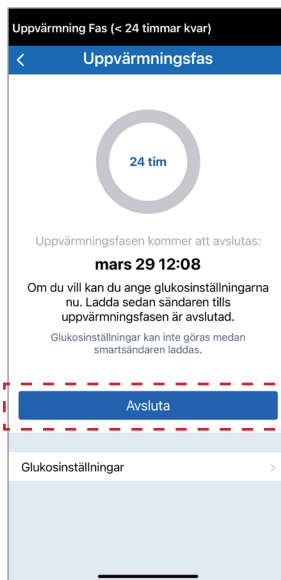 Uppvärmning Fas (< 24 timmar kvar)
Uppvärmningsfas
24 tim
Uppvärmningsfasen kommer att avslutas:
mars 29 12:08
Om du vill kan du ange glukosinställningarna
nu. Ladda sedan sändaren tills
uppvärmningsfasen är avslutad.
Glukosinställningar kan inte göras medan
smartsändaren laddas.
Avsluta
Glukosinställningar